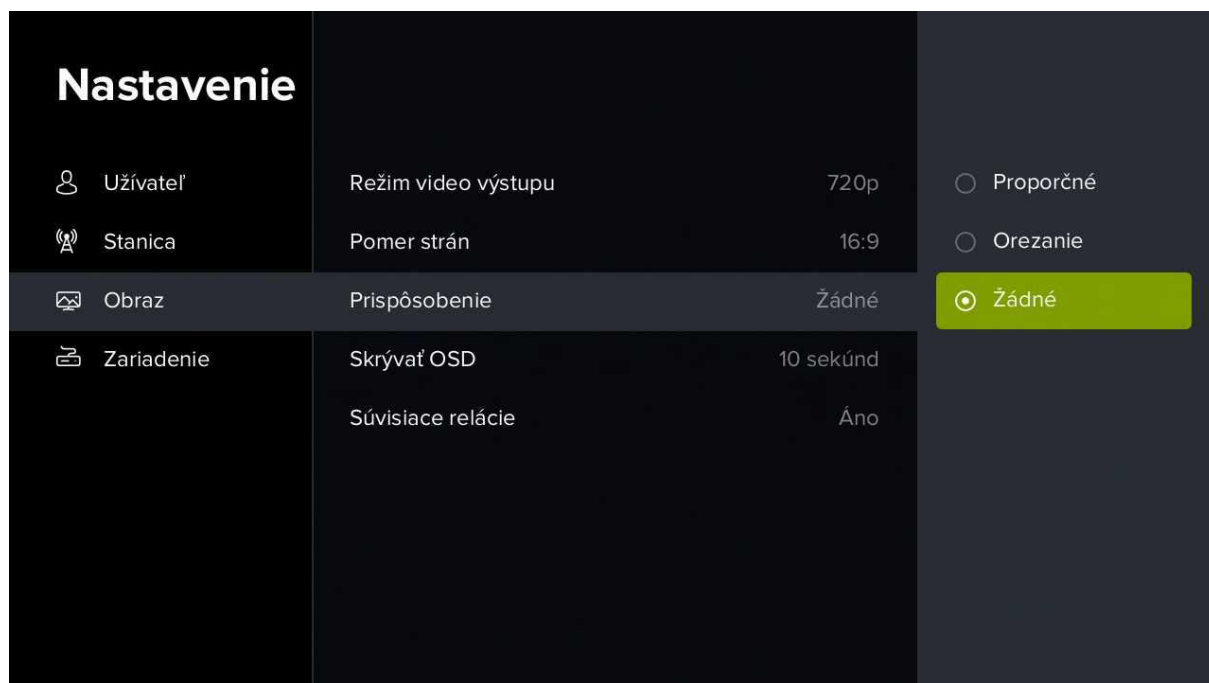 Nastavenie
Užívateľ
Stanica
Obraz
Zariadenie
Režim video výstupu 720p
Pomer strán 16:9
Prispôsobenie Žádné
Skrývať OSD 10 sekúnd
Súvisiace relácie Áno
Proporčné
Orezanie
Žádné